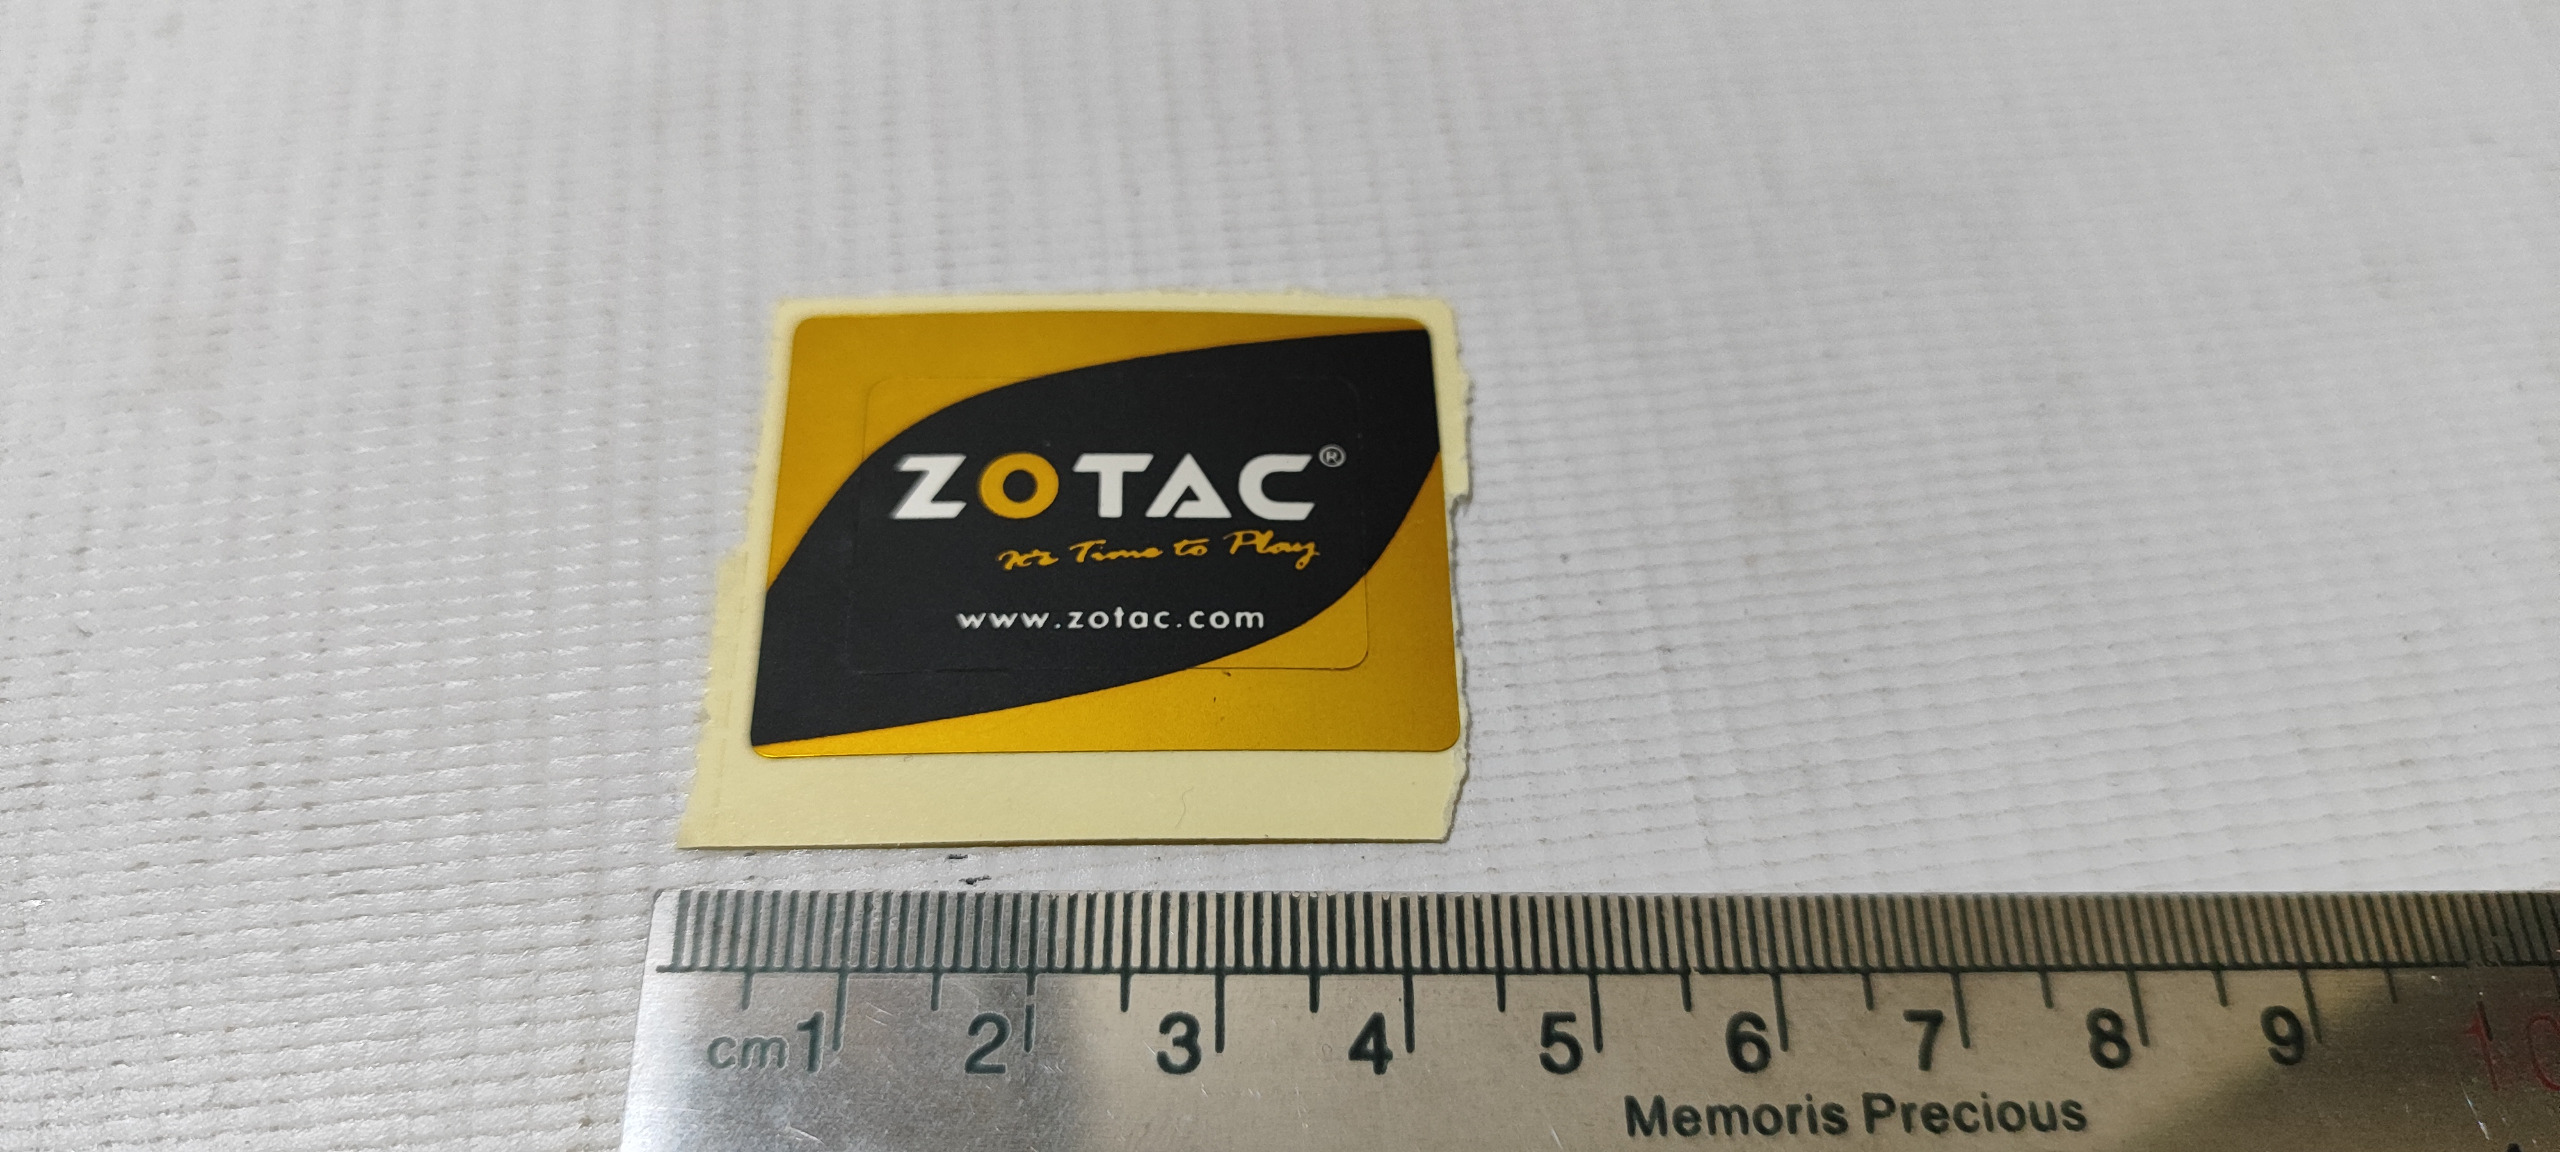 ZOTAC®
It's Time to Play
www.zotac.com
cm 1 2 3 4 5 6 7 8 9 10
Memoris Precious